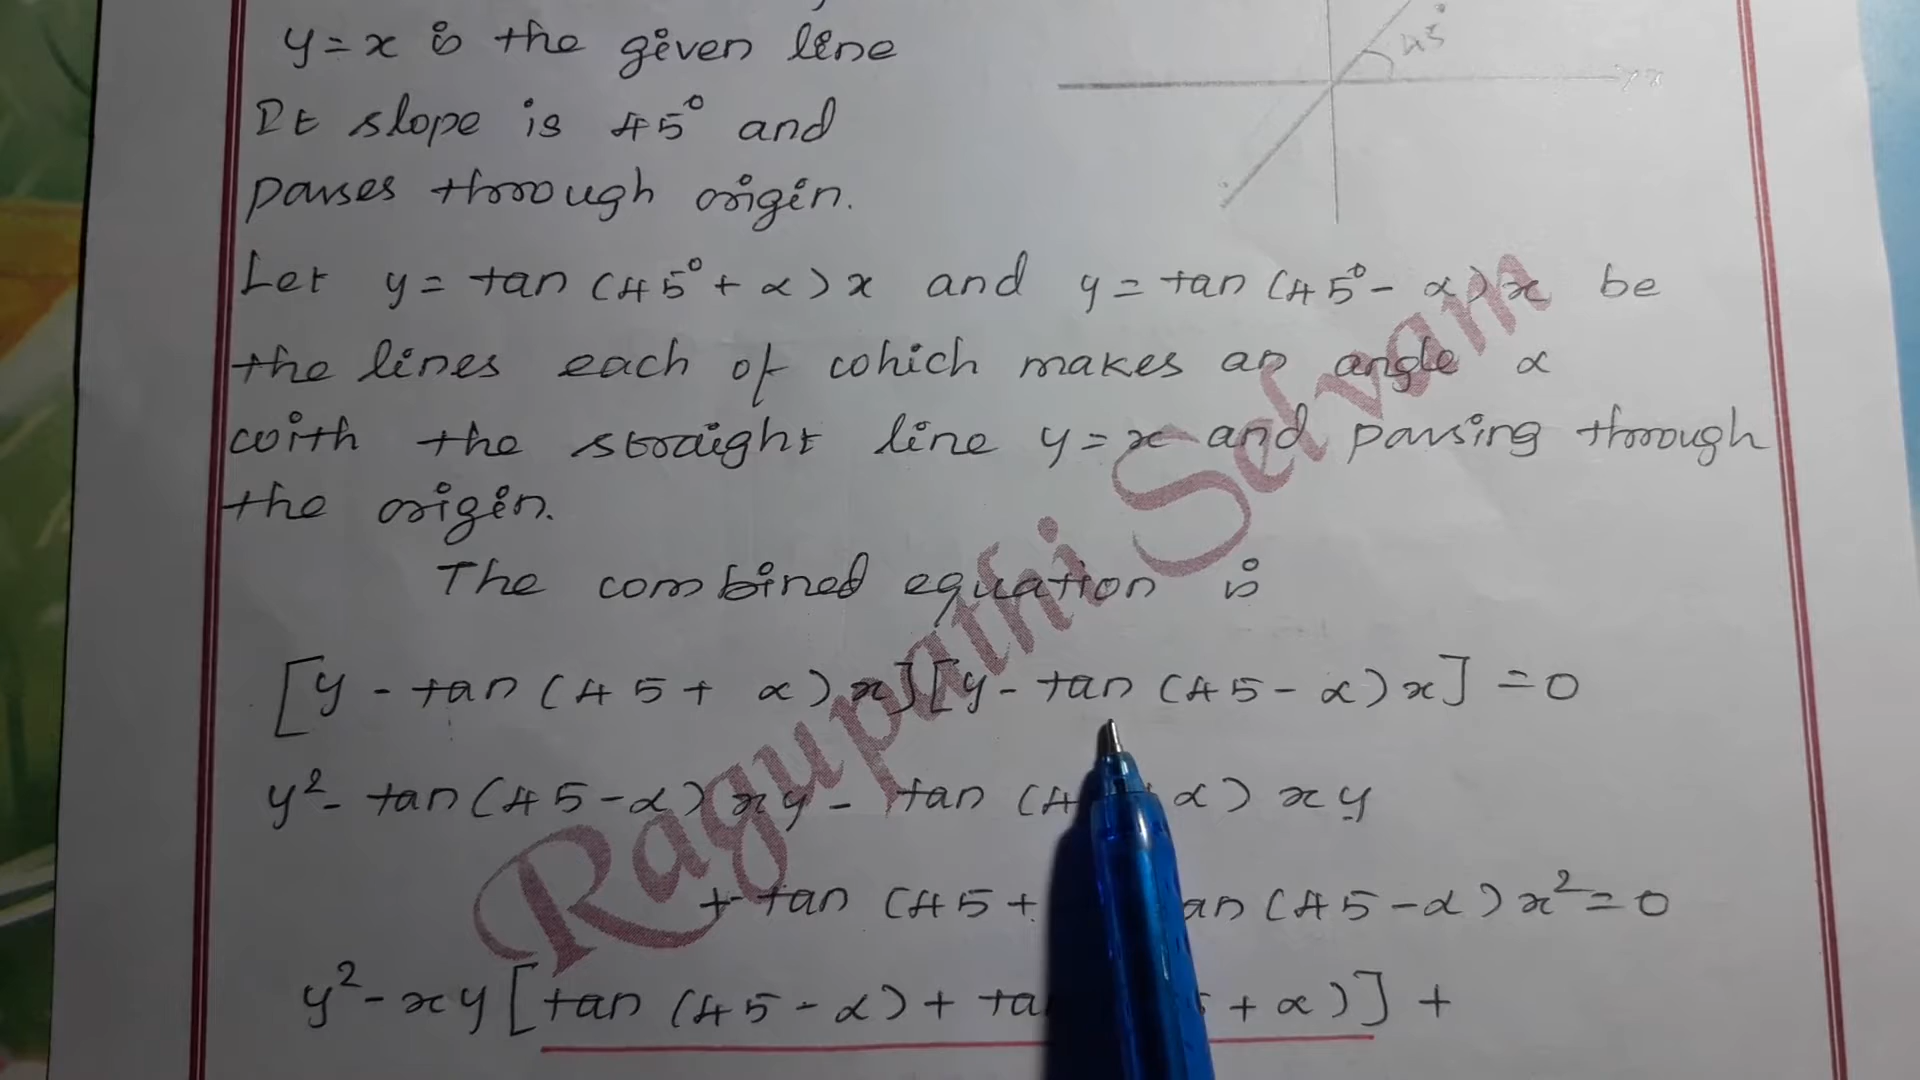 y = x is the given line
45°
It slope is 45° and
x
passes through origin.
Let y = tan (45° + α) x and y = tan (45° - α) x be
the lines each of which makes an angle α
with the straight line y = x and passing through
the origin.
The combined equation is
[y - tan (45 + α) x] [y - tan (45 - α) x] = 0
y² - tan (45 - α) xy - tan (4 α) xy
+ tan (45 + an (45 - α) x² = 0
y² - xy [tan (45 - α) + ta + α)] +
Ragupathi Selvam